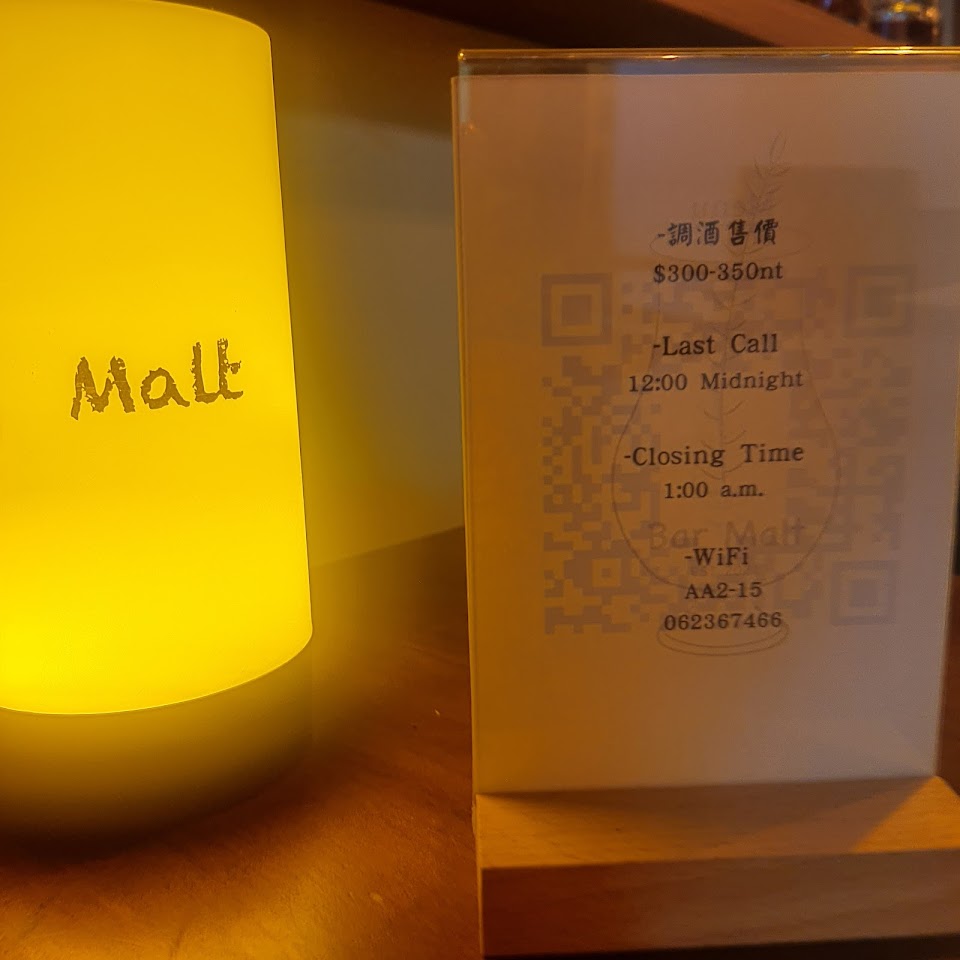 Malt
-調酒售價
$300-350nt
-Last Call
12:00 Midnight
-Closing Time
1:00 a.m.
Bar Malt
-WiFi
AA2-15
062367466